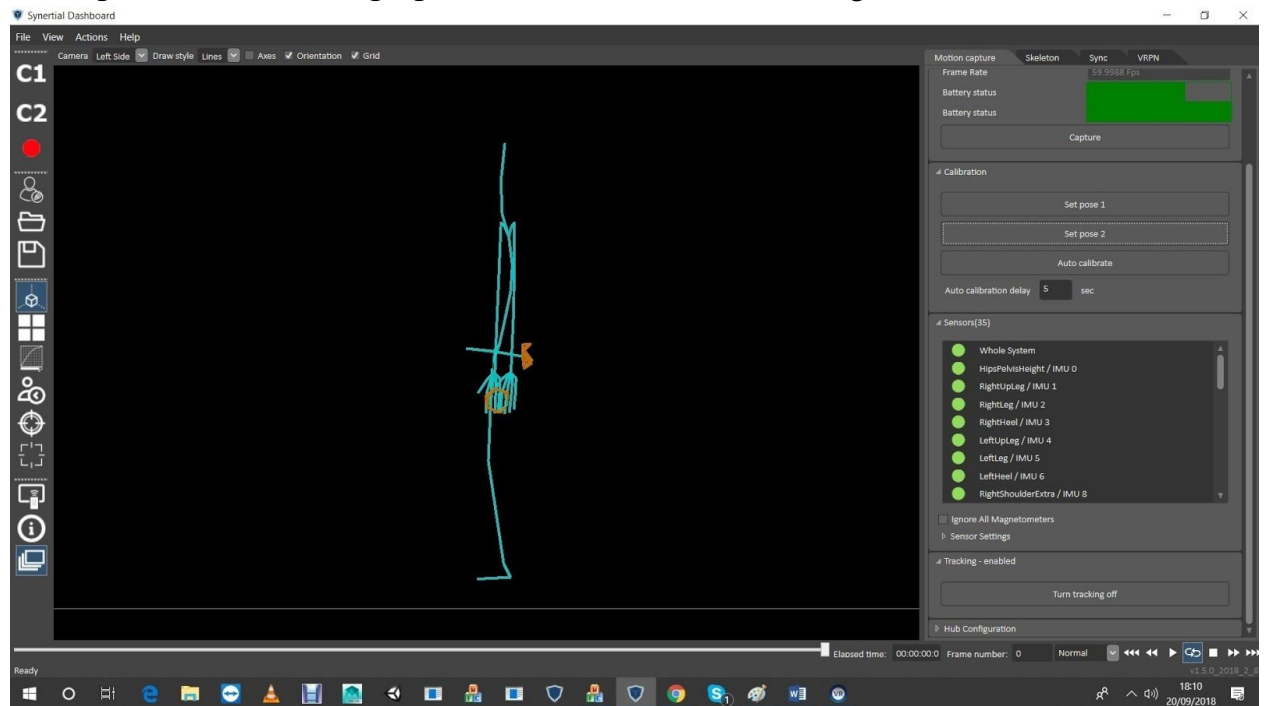 Synertial Dashboard
File View Actions Help
Camera Left Side Draw style Lines Axes Orientation Grid
Motion capture Skeleton Sync VRPN
C1
C2
Frame Rate 59.9988 Fps
Battery status
Battery status
Capture
Calibration
Set pose 1
Set pose 2
Auto calibrate
Auto calibration delay 5 sec
Sensors(35)
Whole System
HipsPelvisHeight / IMU 0
RightUpLeg / IMU 1
RightLeg / IMU 2
RightHeel / IMU 3
LeftUpLeg / IMU 4
LeftLeg / IMU 5
LeftHeel / IMU 6
RightShoulderExtra / IMU 8
Ignore All Magnetometers
Sensor Settings
Tracking - enabled
Turn tracking off
Hub Configuration
Elapsed time: 00:00:00:0 Frame number: 0 Normal
Ready
v1.5.0_2018_2_8
18:10
20/09/2018